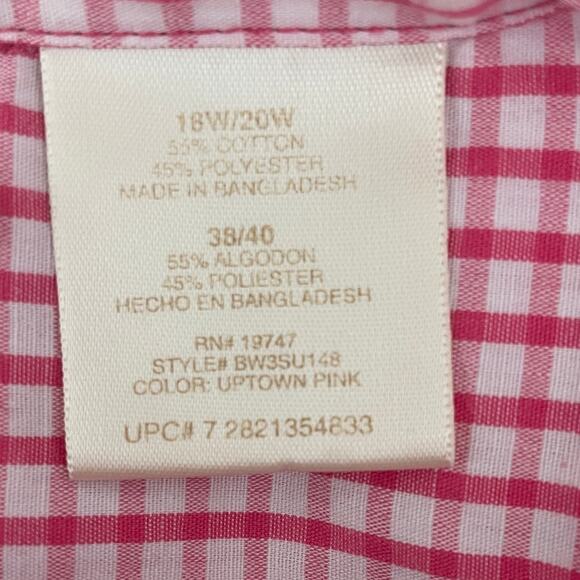 18W/20W
55% COTTON
45% POLYESTER
MADE IN BANGLADESH
38/40
55% ALGODON
45% POLIESTER
HECHO EN BANGLADESH
RN# 19747
STYLE# BW3SU148
COLOR: UPTOWN PINK
UPC# 7 2821354833